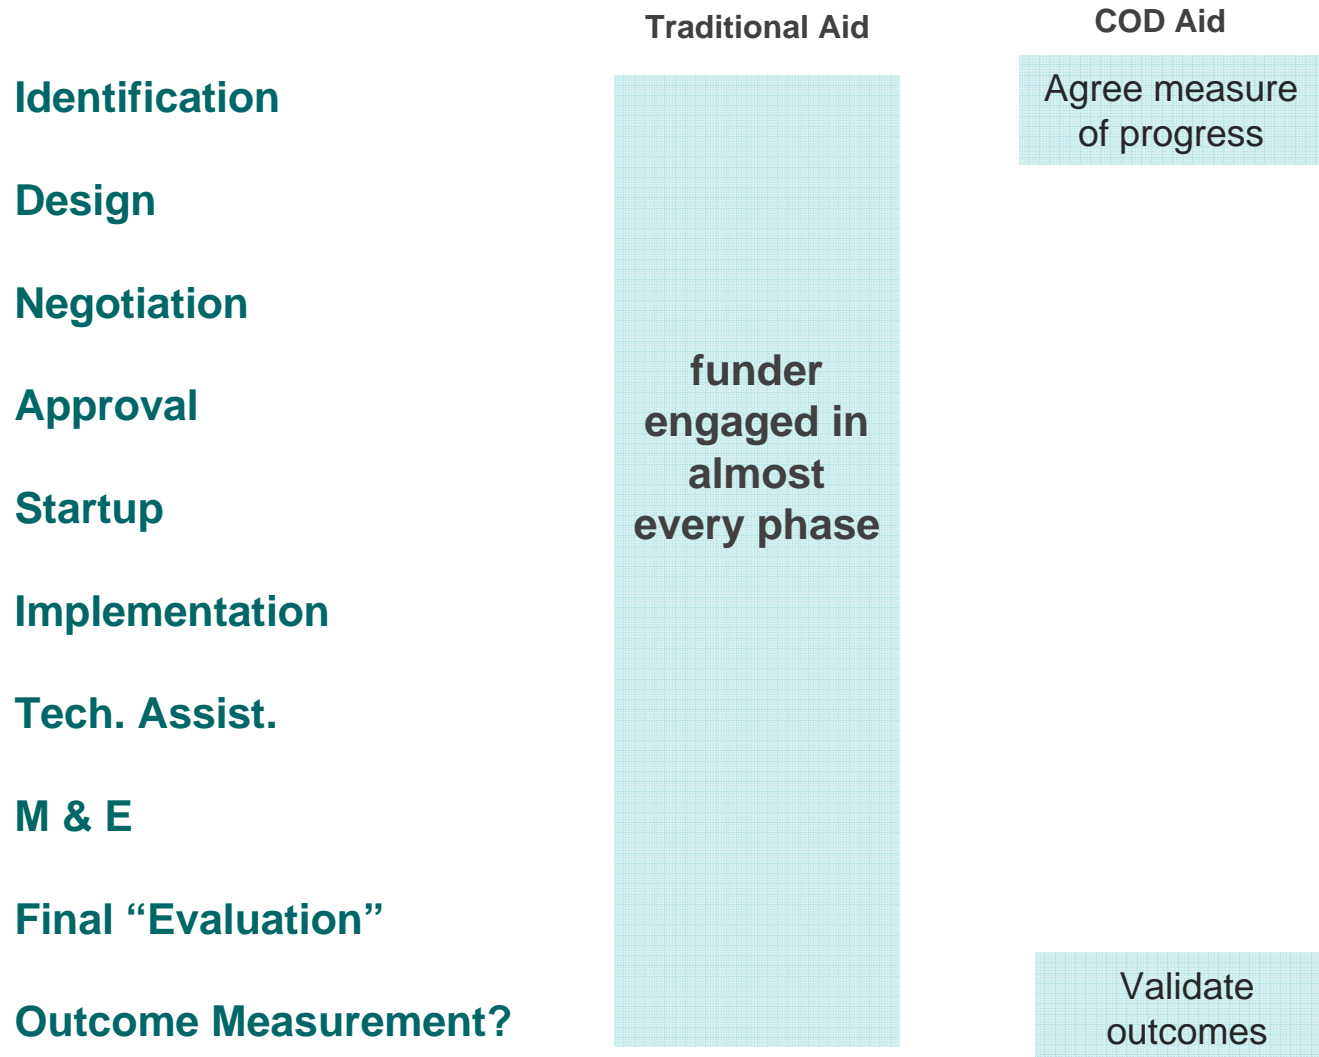 Traditional Aid
COD Aid
Identification
Agree measure
of progress
Design
Negotiation
Approval
Startup
funder
engaged in
almost
every phase
Implementation
Tech. Assist.
M & E
Final “Evaluation”
Outcome Measurement?
Validate
outcomes